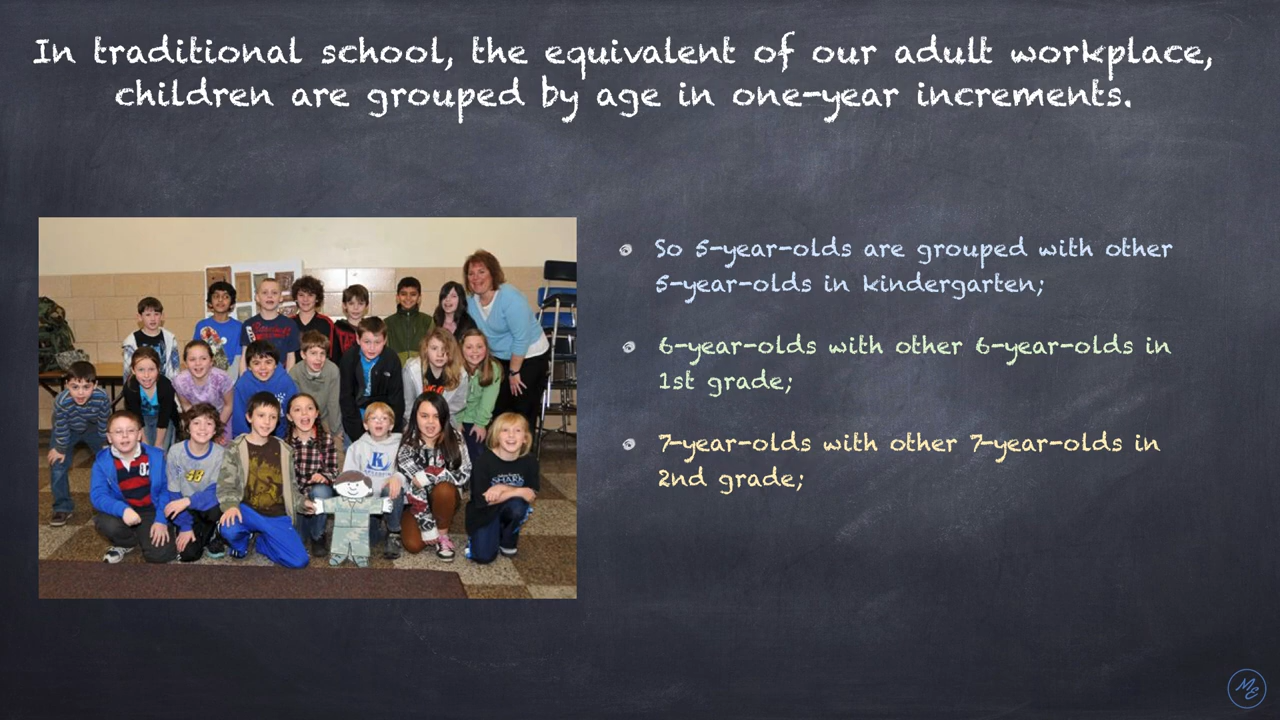 In traditional school, the equivalent of our adult workplace,
children are grouped by age in one-year increments.
So 5-year-olds are grouped with other
5-year-olds in kindergarten;
6-year-olds with other 6-year-olds in
1st grade;
7-year-olds with other 7-year-olds in
2nd grade;